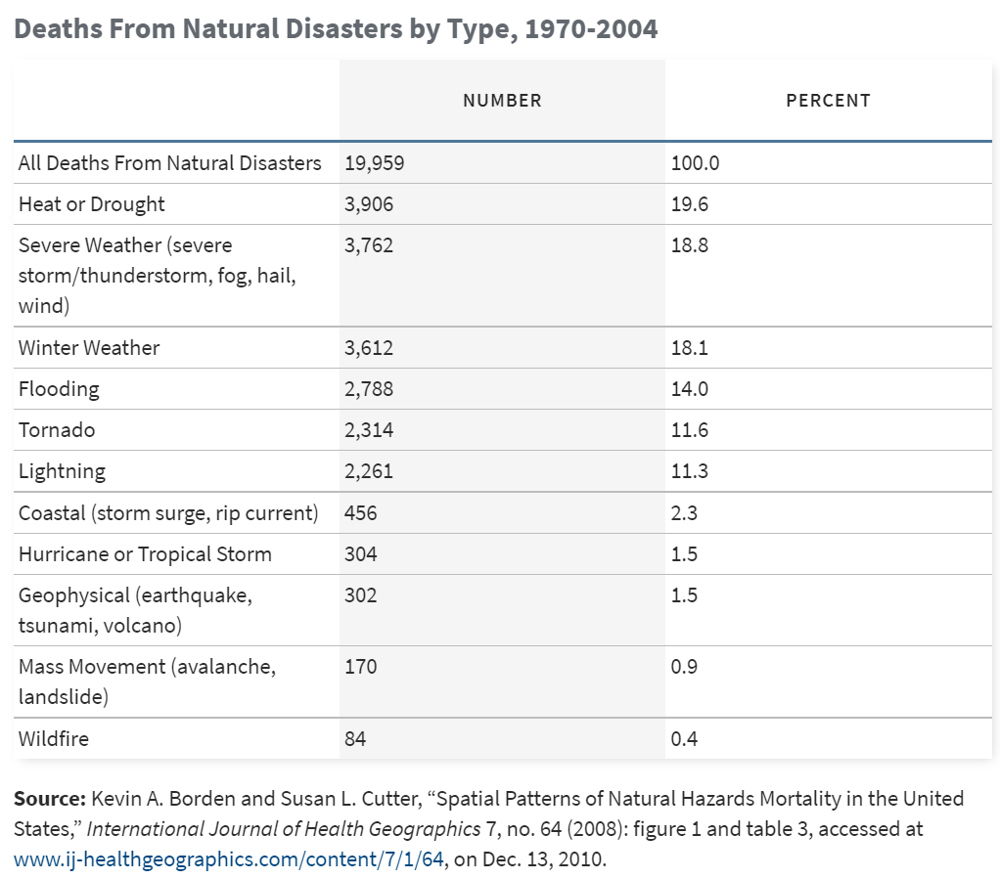 Deaths From Natural Disasters by Type, 1970-2004
NUMBER PERCENT
All Deaths From Natural Disasters 19,959 100.0
Heat or Drought 3,906 19.6
Severe Weather (severe 3,762 18.8
storm/thunderstorm, fog, hail,
wind)
Winter Weather 3,612 18.1
Flooding 2,788 14.0
Tornado 2,314 11.6
Lightning 2,261 11.3
Coastal (storm surge, rip current) 456 2.3
Hurricane or Tropical Storm 304 1.5
Geophysical (earthquake, 302 1.5
tsunami, volcano)
Mass Movement (avalanche, 170 0.9
landslide)
Wildfire 84 0.4
Source: Kevin A. Borden and Susan L. Cutter, “Spatial Patterns of Natural Hazards Mortality in the United
States,” International Journal of Health Geographics 7, no. 64 (2008): figure 1 and table 3, accessed at
www.ij-healthgeographics.com/content/7/1/64, on Dec. 13, 2010.